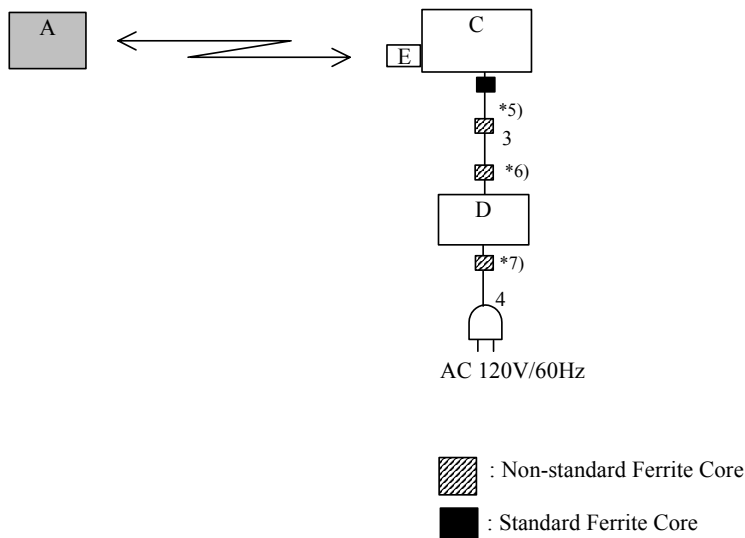 A
C
E
*5)
3
*6)
D
*7)
4
AC 120V/60Hz
: Non-standard Ferrite Core
: Standard Ferrite Core